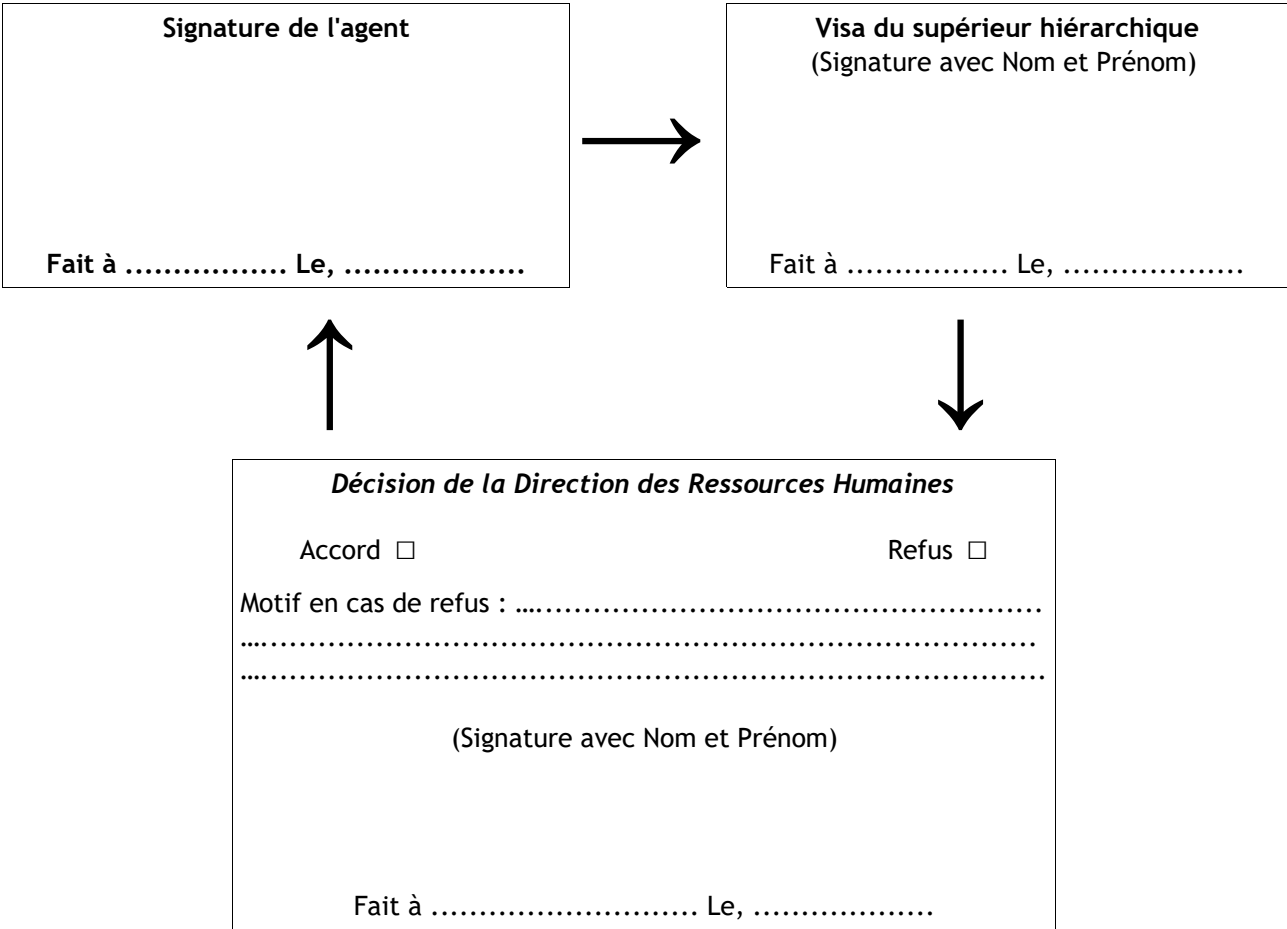 Signature de l'agent
Fait à ................. Le, ...................
Visa du supérieur hiérarchique
(Signature avec Nom et Prénom)
Fait à ................. Le, ...................
Décision de la Direction des Ressources Humaines
Accord □ Refus □
Motif en cas de refus : ….....................................................
…................................................................................
….................................................................................
(Signature avec Nom et Prénom)
Fait à ............................ Le, ...................